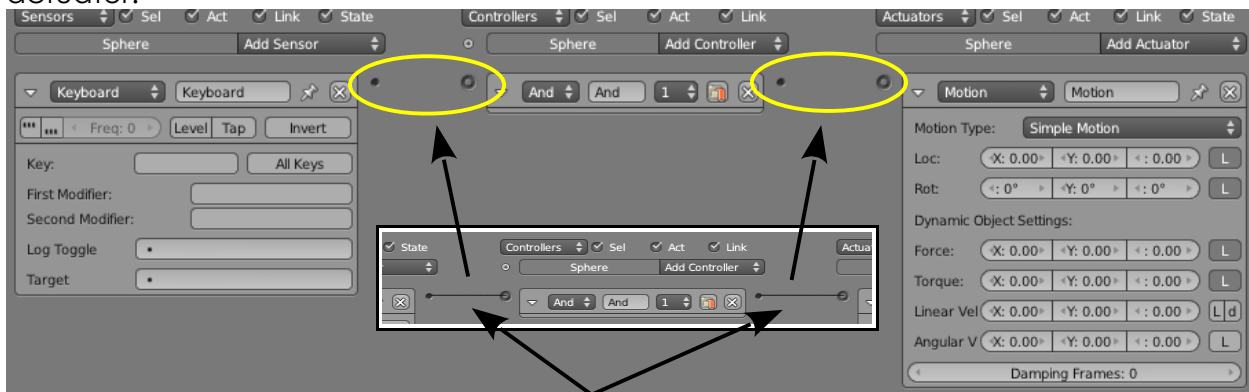 actuator.
Sensors Sel Act Link State Controllers Sel Act Link Actuators Sel Act Link State
Sphere Add Sensor Sphere Add Controller Sphere Add Actuator
Keyboard Keyboard And And 1 Motion Motion
Freq: 0 Level Tap Invert Motion Type: Simple Motion
Key: All Keys Loc: X: 0.00 Y: 0.00 : 0.00 L
First Modifier: Rot: : 0° Y: 0° : 0° L
Second Modifier: Dynamic Object Settings:
Log Toggle Force: X: 0.00 Y: 0.00 : 0.00 L
Target Torque: X: 0.00 Y: 0.00 : 0.00 L
Linear Vel X: 0.00 Y: 0.00 : 0.00 L d
Angular V X: 0.00 Y: 0.00 : 0.00 L
Damping Frames: 0
State Controllers Sel Act Link Actua
Sphere Add Controller
And And 1